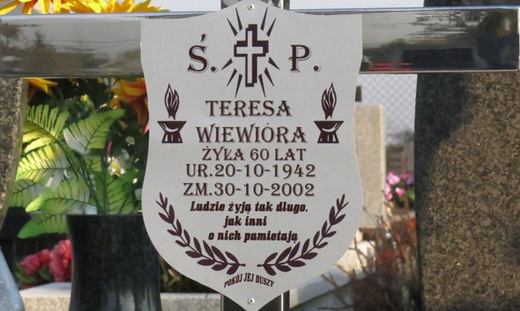 Ś. P.
TERESA
WIEWIÓRA
ŻYŁA 60 LAT
UR.20-10-1942
ZM.30-10-2002
Ludzie żyją tak długo.
jak inni
o nich pamietają
POKÓJ JEJ DUSZY